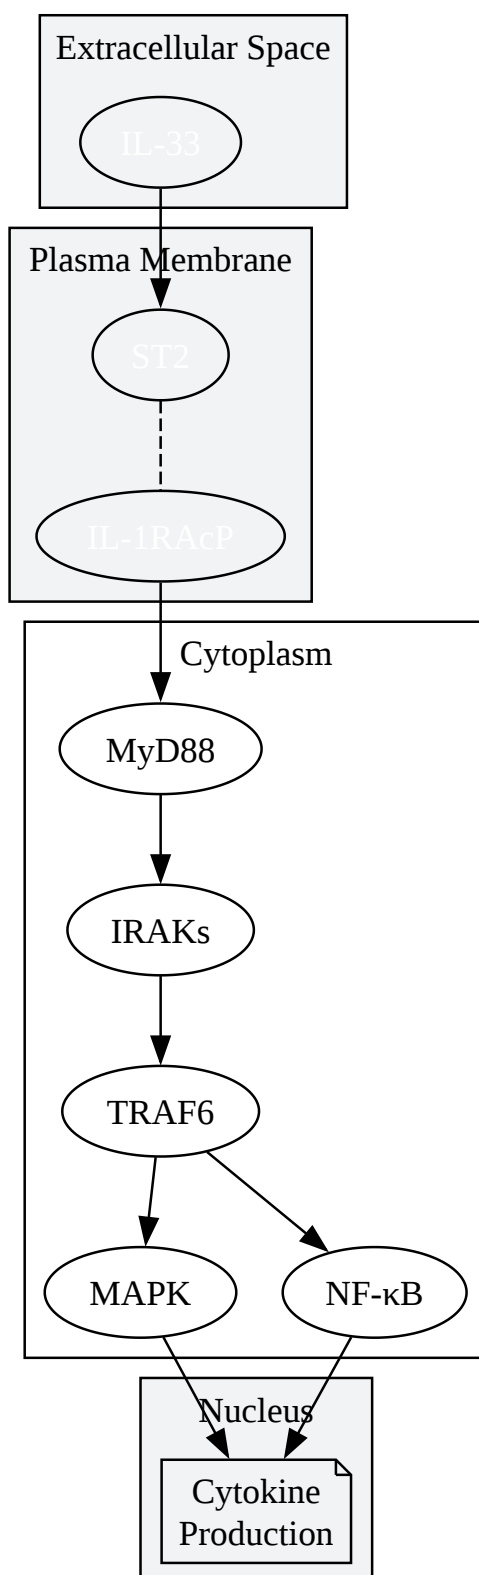 Extracellular Space
IL-33
Plasma Membrane
ST2
IL-1RAcP
Cytoplasm
MyD88
IRAKs
TRAF6
MAPK
NF-κB
Nucleus
Cytokine
Production